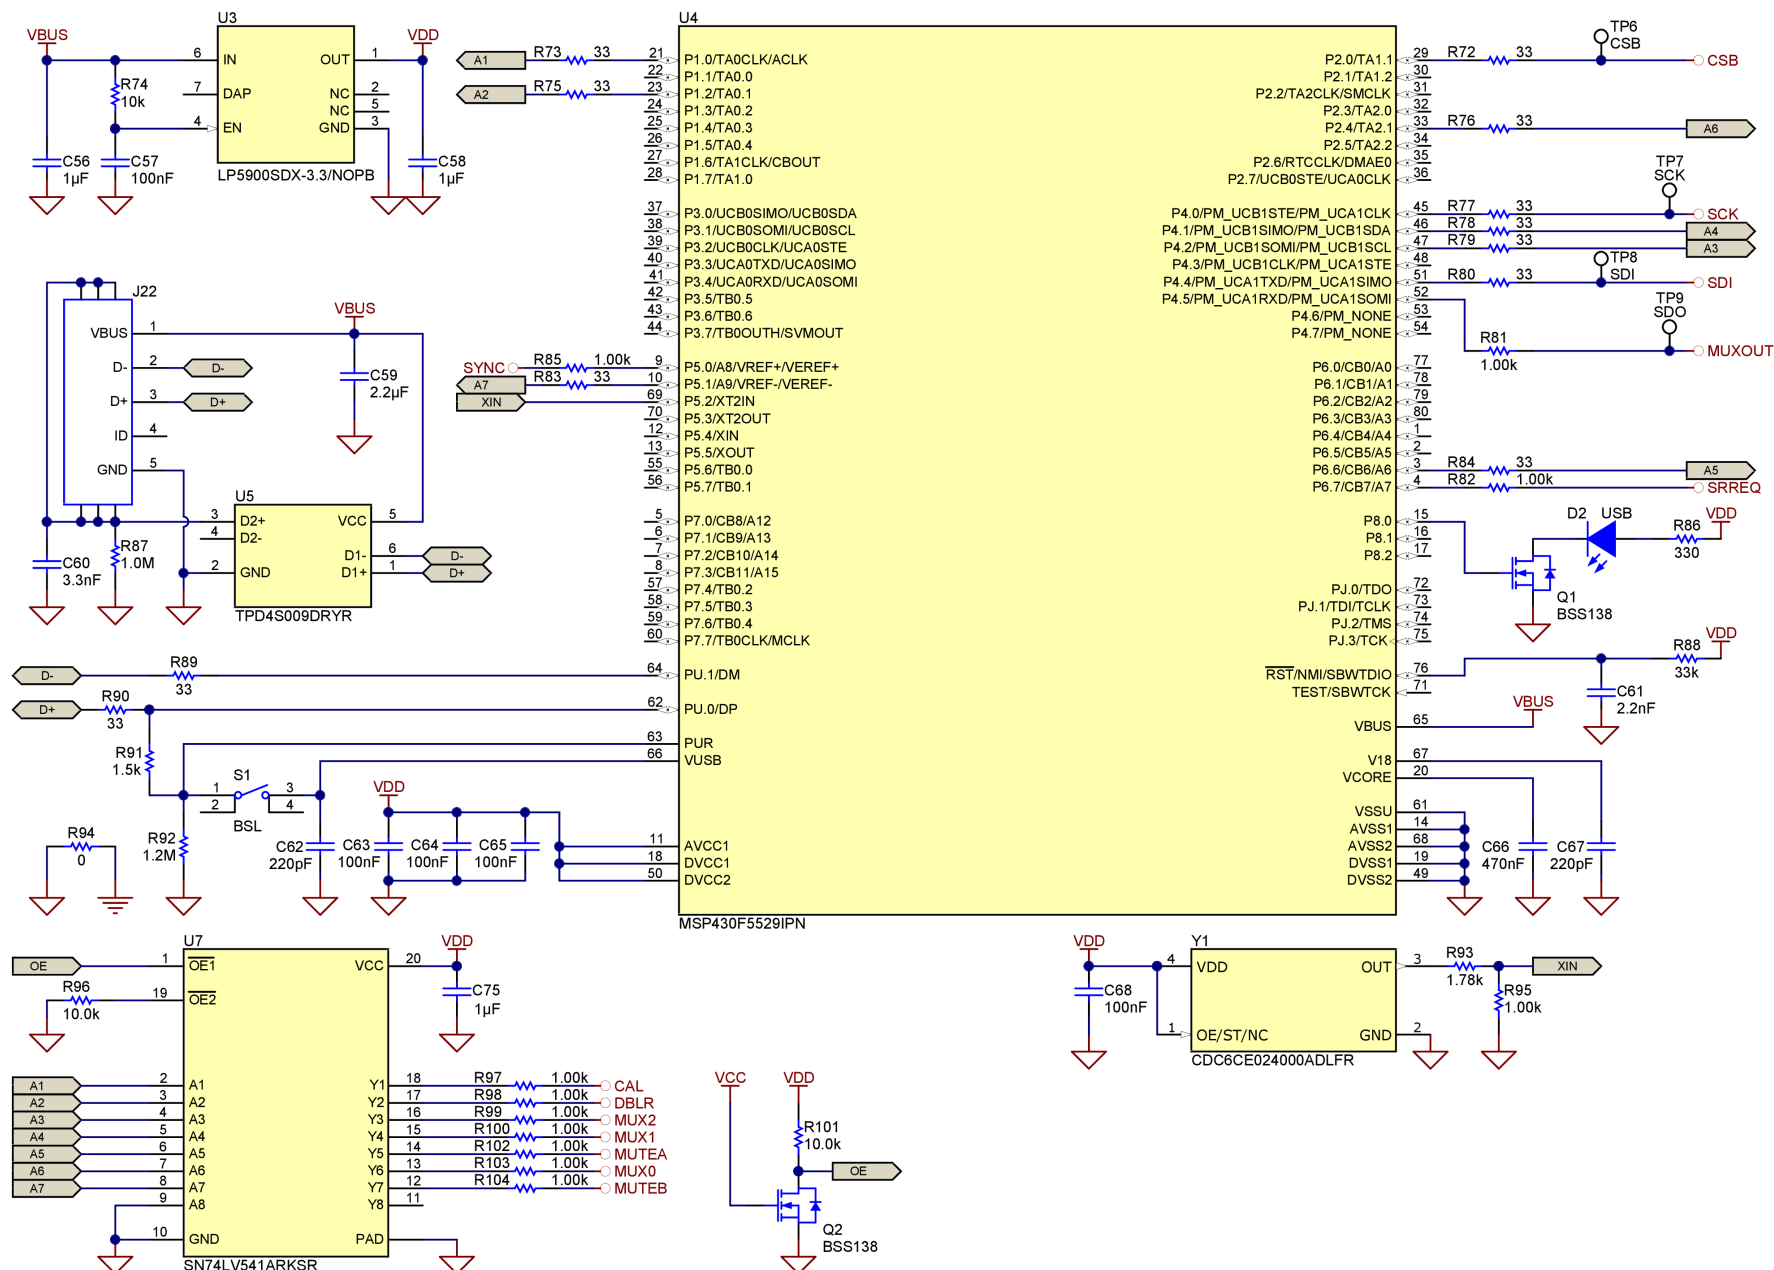 U3
VBUS
VDD
6 IN
OUT 1
R74
10k
7 DAP
NC 2
NC 5
4 EN
GND 3
C56
1µF
C57
100nF
C58
1µF
LP5900SDX-3.3/NOPB
J22
VBUS 1
D- 2 D-
D+ 3 D+
ID 4
GND 5
VBUS
C59
2.2µF
U5
3 D2+
4 D2-
2 GND
VCC 5
D1- 6 D-
D1+ 1 D+
TPD4S009DRYR
C60
3.3nF
R87
1.0M
U4
A1 R73 33 21 P1.0/TA0CLK/ACLK
22 P1.1/TA0.0
A2 R75 33 23 P1.2/TA0.1
24 P1.3/TA0.2
25 P1.4/TA0.3
26 P1.5/TA0.4
27 P1.6/TA1CLK/CBOUT
28 P1.7/TA1.0
37 P3.0/UCB0SIMO/UCB0SDA
38 P3.1/UCB0SOMI/UCB0SCL
39 P3.2/UCB0CLK/UCA0STE
40 P3.3/UCA0TXD/UCA0SIMO
41 P3.4/UCA0RXD/UCA0SOMI
42 P3.5/TB0.5
43 P3.6/TB0.6
44 P3.7/TB0OUTH/SVMOUT
SYNC R85 1.00k 9 P5.0/A8/VREF+/VEREF+
A7 R83 33 10 P5.1/A9/VREF-/VEREF-
XIN 69 P5.2/XT2IN
70 P5.3/XT2OUT
12 P5.4/XIN
13 P5.5/XOUT
55 P5.6/TB0.0
56 P5.7/TB0.1
5 P7.0/CB8/A12
6 P7.1/CB9/A13
7 P7.2/CB10/A14
8 P7.3/CB11/A15
57 P7.4/TB0.2
58 P7.5/TB0.3
59 P7.6/TB0.4
60 P7.7/TB0CLK/MCLK
D- R89 33 64 PU.1/DM
D+ R90 33 62 PU.0/DP
63 PUR
66 VUSB
11 AVCC1
18 DVCC1
50 DVCC2
P2.0/TA1.1 29 R72 33 CSB
TP6
CSB
P2.1/TA1.2 30
P2.2/TA2CLK/SMCLK 31
P2.3/TA2.0 32
P2.4/TA2.1 33 R76 33 A6
P2.5/TA2.2 34
P2.6/RTCCLK/DMAE0 35
P2.7/UCB0STE/UCA0CLK 36
TP7
SCK
P4.0/PM_UCB1STE/PM_UCA1CLK 45 R77 33 SCK
P4.1/PM_UCB1SIMO/PM_UCB1SDA 46 R78 33 A4
P4.2/PM_UCB1SOMI/PM_UCB1SCL 47 R79 33 A3
P4.3/PM_UCB1CLK/PM_UCA1STE 48
TP8
SDI
P4.4/PM_UCA1TXD/PM_UCA1SIMO 51 R80 33 SDI
P4.5/PM_UCA1RXD/PM_UCA1SOMI 52
TP9
SDO
P4.6/PM_NONE 53
P4.7/PM_NONE 54
R81
1.00k
MUXOUT
P6.0/CB0/A0 77
P6.1/CB1/A1 78
P6.2/CB2/A2 79
P6.3/CB3/A3 80
P6.4/CB4/A4 1
P6.5/CB5/A5 2
P6.6/CB6/A6 3 R84 33 A5
P6.7/CB7/A7 4 R82 1.00k SRREQ
P8.0 15
P8.1 16
P8.2 17
D2 USB
R86
330
VDD
Q1
BSS138
PJ.0/TDO 72
PJ.1/TDI/TCLK 73
PJ.2/TMS 74
PJ.3/TCK 75
RST/NMI/SBWTDIO 76
TEST/SBWTCK 71
R88
33k
VDD
C61
2.2nF
VBUS 65
VBUS
V18 67
VCORE 20
VSSU 61
AVSS1 14
AVSS2 68
DVSS1 19
DVSS2 49
C66
470nF
C67
220pF
MSP430F5529IPN
R91
1.5k
S1
1 3
2 4
BSL
R92
1.2M
R94
0
C62
220pF
VDD
C63
100nF
C64
100nF
C65
100nF
U7
OE 1 OE1
R96
10.0k
19 OE2
VCC 20
VDD
C75
1µF
A1 2 A1
A2 3 A2
A3 4 A3
A4 5 A4
A5 6 A5
A6 7 A6
A7 8 A7
9 A8
10 GND
Y1 18 R97 1.00k CAL
Y2 17 R98 1.00k DBLR
Y3 16 R99 1.00k MUX2
Y4 15 R100 1.00k MUX1
Y5 14 R102 1.00k MUTEA
Y6 13 R103 1.00k MUX0
Y7 12 R104 1.00k MUTEB
Y8 11
PAD
SN74LV541ARKSR
VCC
VDD
R101
10.0k
OE
Q2
BSS138
VDD
C68
100nF
Y1
4 VDD
1 OE/ST/NC
OUT 3
GND 2
CDC6CE024000ADLFR
R93
1.78k
XIN
R95
1.00k